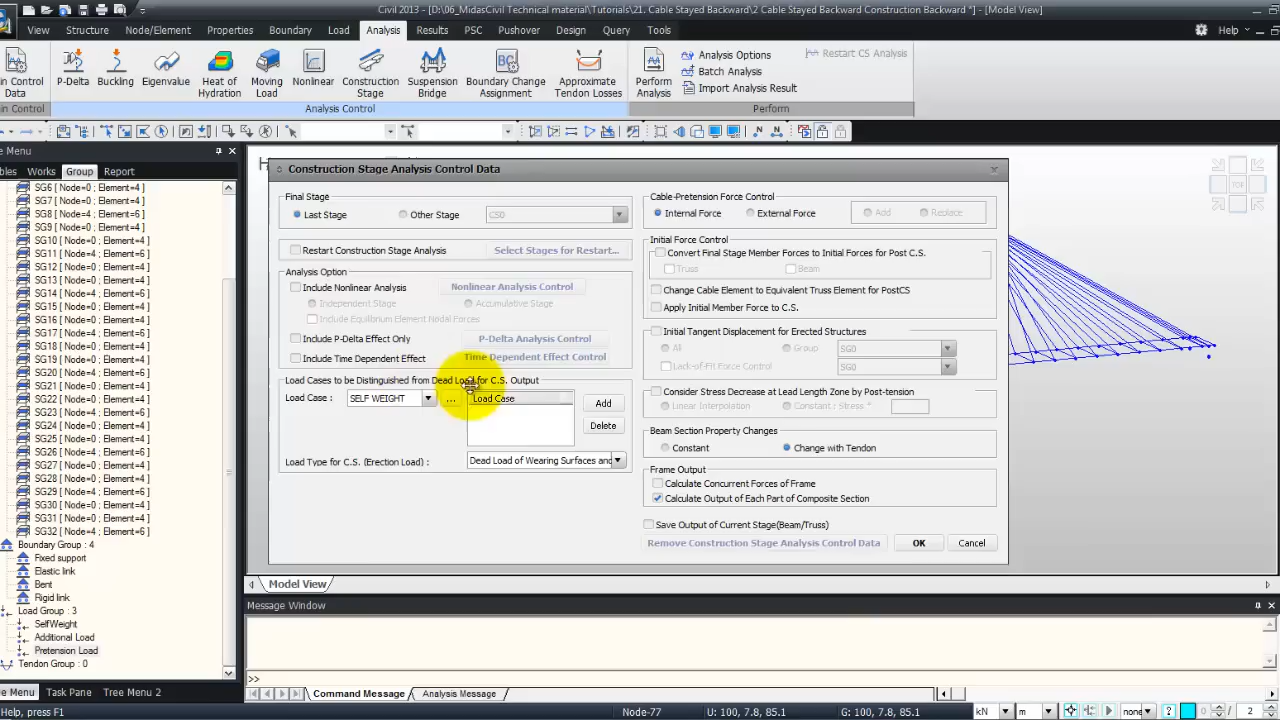 Civil 2013 - [D:\06_MidasCivil Technical material\Tutorials\21. Cable Stayed Backward\2 Cable Stayed Backward Construction Backward *] - [Model View]
View Structure Node/Element Properties Boundary Load Analysis Results PSC Pushover Design Query Tools Help
in Control Data
P-Delta
Buckling
Eigenvalue
Heat of Hydration
Moving Load
Nonlinear
Construction Stage
Suspension Bridge
Boundary Change Assignment
Approximate Tendon Losses
Perform Analysis
Analysis Options
Batch Analysis
Import Analysis Result
Restart CS Analysis
in Control
Analysis Control
Perform
e Menu
bles Works Group Report
SG6 [ Node=0 ; Element=4 ]
SG7 [ Node=0 ; Element=4 ]
SG8 [ Node=4 ; Element=6 ]
SG9 [ Node=0 ; Element=4 ]
SG10 [ Node=0 ; Element=4 ]
SG11 [ Node=4 ; Element=6 ]
SG12 [ Node=0 ; Element=4 ]
SG13 [ Node=0 ; Element=4 ]
SG14 [ Node=4 ; Element=6 ]
SG16 [ Node=0 ; Element=4 ]
SG17 [ Node=4 ; Element=6 ]
SG18 [ Node=0 ; Element=4 ]
SG19 [ Node=0 ; Element=4 ]
SG20 [ Node=4 ; Element=6 ]
SG21 [ Node=0 ; Element=4 ]
SG22 [ Node=0 ; Element=4 ]
SG23 [ Node=4 ; Element=6 ]
SG24 [ Node=0 ; Element=4 ]
SG25 [ Node=0 ; Element=4 ]
SG26 [ Node=4 ; Element=6 ]
SG27 [ Node=0 ; Element=4 ]
SG28 [ Node=0 ; Element=4 ]
SG29 [ Node=4 ; Element=6 ]
SG30 [ Node=0 ; Element=4 ]
SG31 [ Node=0 ; Element=4 ]
SG32 [ Node=4 ; Element=6 ]
Boundary Group : 4
Fixed support
Elastic link
Bent
Rigid link
Load Group : 3
SelfWeight
Additional Load
Pretension Load
Tendon Group : 0
ee Menu Task Pane Tree Menu 2
Construction Stage Analysis Control Data
Final Stage
Last Stage
Other Stage
CS0
Restart Construction Stage Analysis
Select Stages for Restart...
Analysis Option
Include Nonlinear Analysis
Nonlinear Analysis Control
Independent Stage
Accumulative Stage
Include Equilibrium Element Nodal Forces
Include P-Delta Effect Only
P-Delta Analysis Control
Include Time Dependent Effect
Time Dependent Effect Control
Load Cases to be Distinguished from Dead Load for C.S. Output
Load Case :
SELF WEIGHT
...
Load Case
Add
Delete
Load Type for C.S. (Erection Load) :
Dead Load of Wearing Surfaces and
Cable-Pretension Force Control
Internal Force
External Force
Add
Replace
Initial Force Control
Convert Final Stage Member Forces to Initial Forces for Post C.S.
Truss
Beam
Change Cable Element to Equivalent Truss Element for PostCS
Apply Initial Member Force to C.S.
Initial Tangent Displacement for Erected Structures
All
Group
SG0
Lack-of-Fit Force Control
SG0
Consider Stress Decrease at Lead Length Zone by Post-tension
Linear Interpolation
Constant : Stress *
Beam Section Property Changes
Constant
Change with Tendon
Frame Output
Calculate Concurrent Forces of Frame
Calculate Output of Each Part of Composite Section
Save Output of Current Stage(Beam/Truss)
Remove Construction Stage Analysis Control Data
OK
Cancel
TOP
Model View
Message Window
>>
Command Message
Analysis Message
Help, press F1
Node-77
U: 100, 7.8, 85.1
G: 100, 7.8, 85.1
kN
m
none
0
/ 2